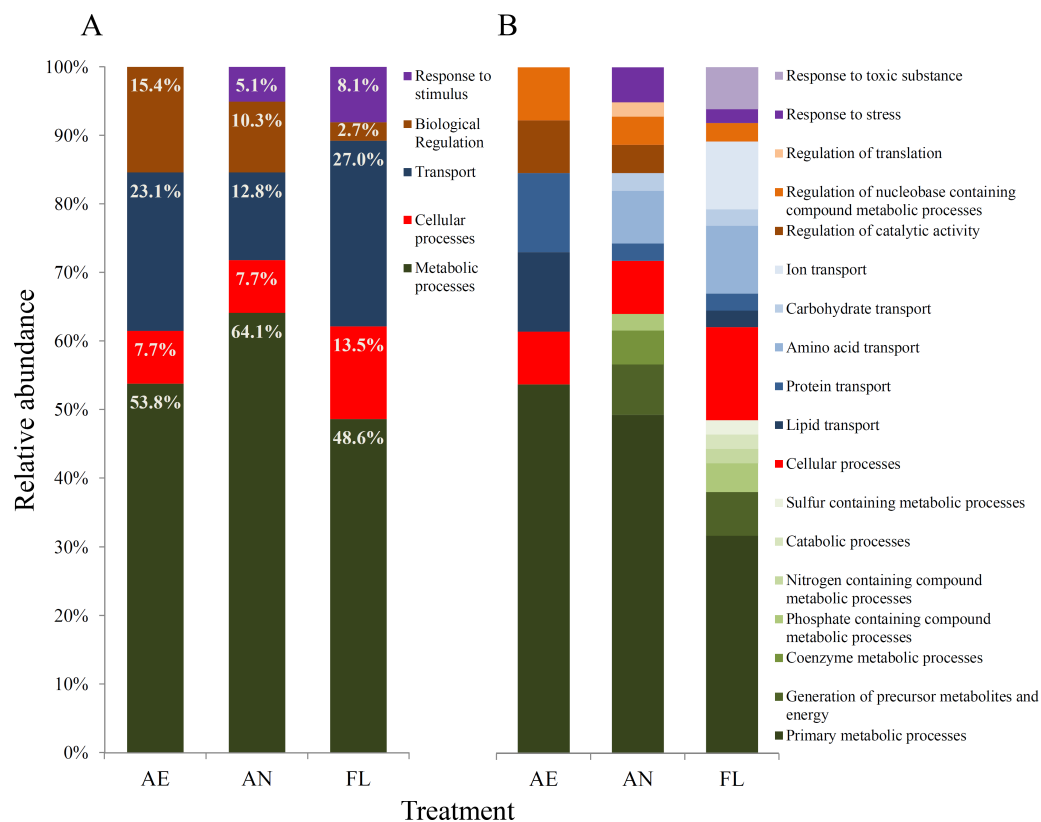 A
B
Relative abundance
100%
90%
80%
70%
60%
50%
40%
30%
20%
10%
0%
15.4%
23.1%
7.7%
53.8%
5.1%
10.3%
12.8%
7.7%
64.1%
8.1%
2.7%
27.0%
13.5%
48.6%
Response to
stimulus
Biological
Regulation
Transport
Cellular
processes
Metabolic
processes
AE
AN
FL
AE
AN
FL
Treatment
Response to toxic substance
Response to stress
Regulation of translation
Regulation of nucleobase containing
compound metabolic processes
Regulation of catalytic activity
Ion transport
Carbohydrate transport
Amino acid transport
Protein transport
Lipid transport
Cellular processes
Sulfur containing metabolic processes
Catabolic processes
Nitrogen containing compound
metabolic processes
Phosphate containing compound
metabolic processes
Coenzyme metabolic processes
Generation of precursor metabolites and
energy
Primary metabolic processes